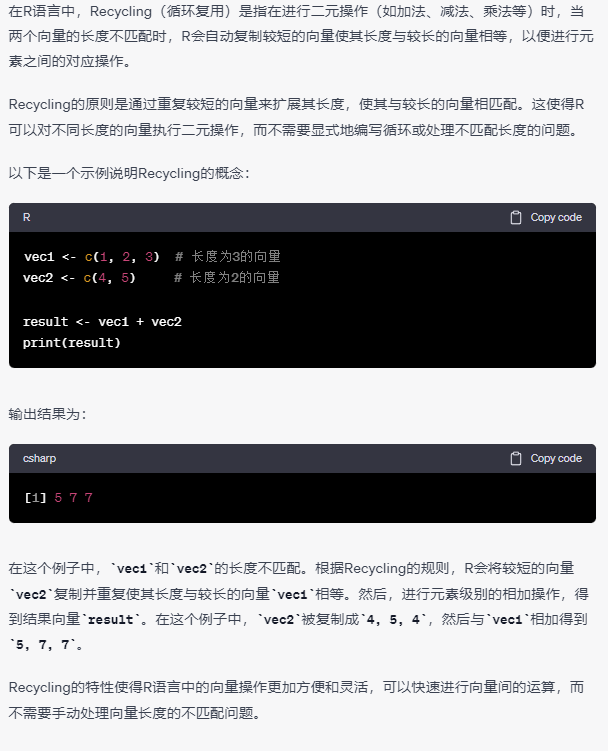 在R语言中，Recycling（循环复用）是指在进行二元操作（如加法、减法、乘法等）时，当
两个向量的长度不匹配时，R会自动复制较短的向量使其长度与较长的向量相等，以便进行元
素之间的对应操作。
Recycling的原则是通过重复较短的向量来扩展其长度，使其与较长的向量相匹配。这使得R
可以对不同长度的向量执行二元操作，而不需要显式地编写循环或处理不匹配长度的问题。
以下是一个示例说明Recycling的概念：
R Copy code
vec1 <- c(1, 2, 3)  # 长度为3的向量
vec2 <- c(4, 5)     # 长度为2的向量
result <- vec1 + vec2
print(result)
输出结果为：
csharp Copy code
[1] 5 7 7
在这个例子中，`vec1`和`vec2`的长度不匹配。根据Recycling的规则，R会将较短的向量
`vec2`复制并重复使其长度与较长的向量`vec1`相等。然后，进行元素级别的相加操作，得
到结果向量`result`。在这个例子中，`vec2`被复制成`4, 5, 4`，然后与`vec1`相加得到
`5, 7, 7`。
Recycling的特性使得R语言中的向量操作更加方便和灵活，可以快速进行向量间的运算，而
不需要手动处理向量长度的不匹配问题。